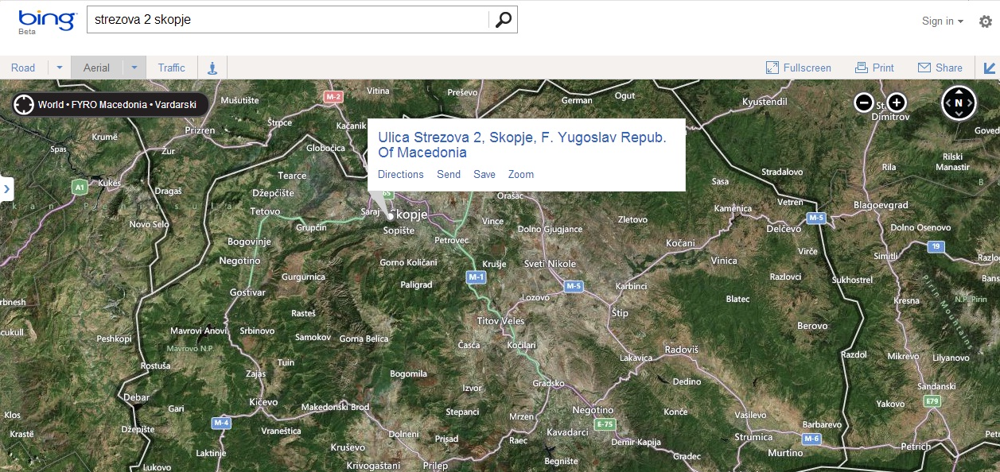 bing
Beta
strezova 2 skopje
Sign in
Road
Aerial
Traffic
Fullscreen
Print
Share
World • FYRO Macedonia • Vardarski
Ulica Strezova 2, Skopje, F. Yugoslav Repub.
Of Macedonia
Directions Send Save Zoom
N
Mušutište
M-2
Vitina
Preševo
German
Ogut
Kyustendil
Dimitrov
Prizren
Štrpce
Kačanik
Krumë
Spas
Žur
Globočica
Rila
Rilski
Manastir
A1
Kukës
Dragaš
Tearce
Džepčište
Tetovo
Stradalovo
Sasa
Vetren
Blagoevgrad
Novo Selo
Grupčin
Saraj
Skopje
65
Orašac
Kamenica
M-5
Sopište
Vince
Zletovo
Delčevo
Dolno Osenovo
Bogovinje
Petrovec
Dolno Gjugjance
Kočani
Virče
19
Simitli
Negotino
Gorno Količani
Krušje
Sveti Nikole
Vinica
Gurgurnica
Paligrad
M-1
M-5
Karbinci
Razlovci
Suhostrel
Gostivar
Lozovo
Blatec
Kresna
Pirin Mountains
N.P. Pirin
Rasteš
Titov Veles
Štip
Berovo
Mavrovi Anovi
Srbinovo
Samokov
Gorna Belica
Peshkopi
Mavrovo N.P.
Časča
Kočilari
Radoviš
Lakavica
Razdol
Mikrevo
Lilyanovo
Rostuša
Tuin
Zajas
Bogomila
Gradsko
Dedino
Sandanski
Debar
Kičevo
Izvor
Negotino
Konče
Yakovo
E79
Klos
Gari
Makedonski Brod
Stepanci
Mrzen
E-75
Vasilevo
Barbarevo
Krastë
Džepište
M-4
Vraneštica
Dolneni
Prisad
Raec
Kavadarci
Demir Kapija
Strumica
M-6
Petrich
Laktinje
Kruševo
Murtino
Lukovo
Krivogaštani
Prilep
Begnište
Gradec